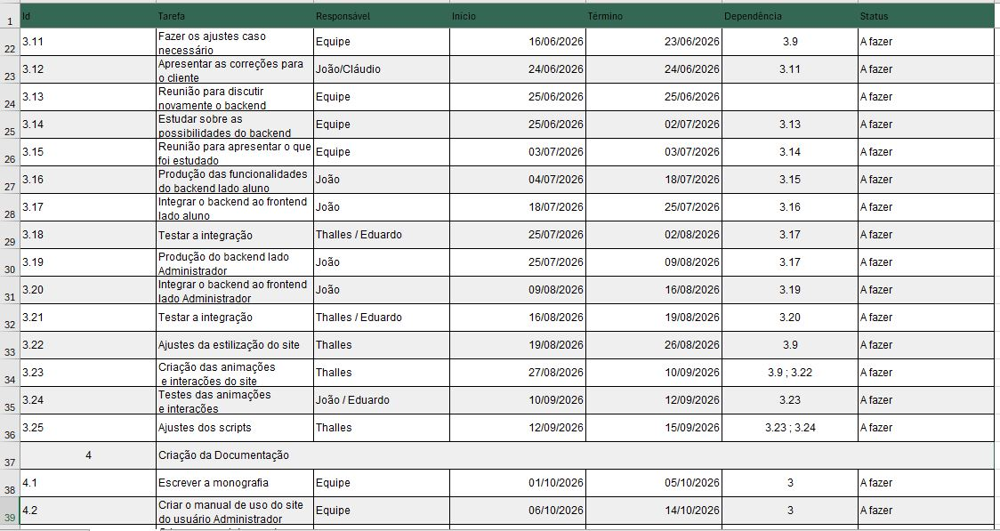 1 Id Tarefa Responsável Início Término Dependência Status
22 3.11 Fazer os ajustes caso
necessário Equipe 16/06/2026 23/06/2026 3.9 A fazer
23 3.12 Apresentar as correções para
o cliente João/Cláudio 24/06/2026 24/06/2026 3.11 A fazer
24 3.13 Reunião para discutir
novamente o backend Equipe 25/06/2026 25/06/2026 A fazer
25 3.14 Estudar sobre as
possibilidades do backend Equipe 25/06/2026 02/07/2026 3.13 A fazer
26 3.15 Reunião para apresentar o que
foi estudado Equipe 03/07/2026 03/07/2026 3.14 A fazer
27 3.16 Produção das funcionalidades
do backend lado aluno João 04/07/2026 18/07/2026 3.15 A fazer
28 3.17 Integrar o backend ao frontend
lado aluno João 18/07/2026 25/07/2026 3.16 A fazer
29 3.18 Testar a integração Thalles / Eduardo 25/07/2026 02/08/2026 3.17 A fazer
30 3.19 Produção do backend lado
Administrador João 25/07/2026 09/08/2026 3.17 A fazer
31 3.20 Integrar o backend ao frontend
lado Administrador João 09/08/2026 16/08/2026 3.19 A fazer
32 3.21 Testar a integração Thalles / Eduardo 16/08/2026 19/08/2026 3.20 A fazer
33 3.22 Ajustes da estilização do site Thalles 19/08/2026 26/08/2026 3.9 A fazer
34 3.23 Criação das animações
e interações do site Thalles 27/08/2026 10/09/2026 3.9 ; 3.22 A fazer
35 3.24 Testes das animações
e interações João / Eduardo 10/09/2026 12/09/2026 3.23 A fazer
36 3.25 Ajustes dos scripts Thalles 12/09/2026 15/09/2026 3.23 ; 3.24 A fazer
37 4 Criação da Documentação
38 4.1 Escrever a monografia Equipe 01/10/2026 05/10/2026 3 A fazer
39 4.2 Criar o manual de uso do site
do usuário Administrador Equipe 06/10/2026 14/10/2026 3 A fazer